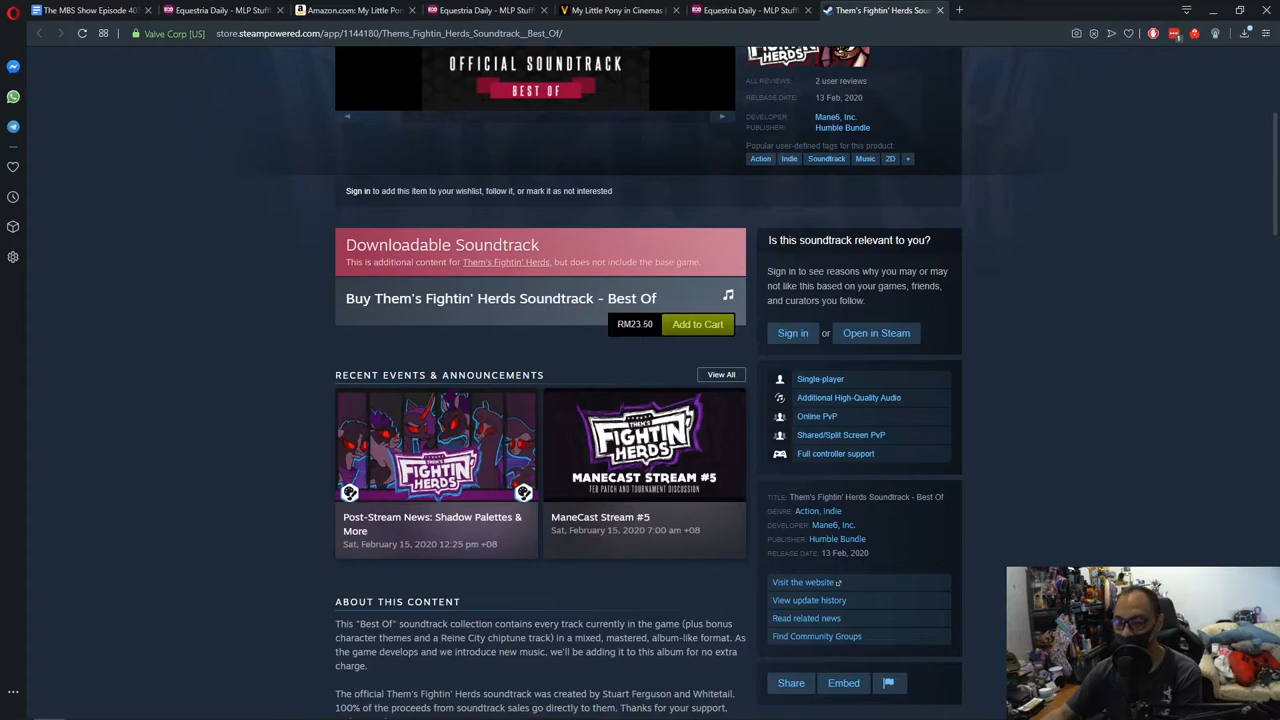 The MBS Show Episode 40
Equestria Daily - MLP Stuff!
Amazon.com: My Little Pon
Equestria Daily - MLP Stuff!
My Little Pony in Cinemas |
Equestria Daily - MLP Stuff!
Them's Fightin' Herds Soun
Valve Corp [US]
store.steampowered.com/app/1144180/Thems_Fightin_Herds_Soundtrack__Best_Of/
OFFICIAL SOUNDTRACK
BEST OF
FIGHTIN'
HERDS
ALL REVIEWS: 2 user reviews
RELEASE DATE: 13 Feb, 2020
DEVELOPER: Mane6, Inc.
PUBLISHER: Humble Bundle
Popular user-defined tags for this product:
Action Indie Soundtrack Music 2D +
Sign in to add this item to your wishlist, follow it, or mark it as not interested
Downloadable Soundtrack
This is additional content for Them's Fightin' Herds, but does not include the base game.
Buy Them's Fightin' Herds Soundtrack - Best Of
RM23.50 Add to Cart
Is this soundtrack relevant to you?
Sign in to see reasons why you may or may
not like this based on your games, friends,
and curators you follow.
Sign in or Open in Steam
RECENT EVENTS & ANNOUNCEMENTS
View All
THEM'S
FIGHTIN'
HERDS
Post-Stream News: Shadow Palettes &
More
Sat, February 15, 2020 12:25 pm +08
THEM'S
FIGHTIN'
HERDS
MANECAST STREAM #5
FEB PATCH AND TOURNAMENT DISCUSSION
ManeCast Stream #5
Sat, February 15, 2020 7:00 am +08
Single-player
Additional High-Quality Audio
Online PvP
Shared/Split Screen PvP
Full controller support
TITLE: Them's Fightin' Herds Soundtrack - Best Of
GENRE: Action, Indie
DEVELOPER: Mane6, Inc.
PUBLISHER: Humble Bundle
RELEASE DATE: 13 Feb, 2020
Visit the website
View update history
Read related news
Find Community Groups
Share Embed
ABOUT THIS CONTENT
This "Best Of" soundtrack collection contains every track currently in the game (plus bonus
character themes and a Reine City chiptune track) in a mixed, mastered, album-like format. As
the game develops and we introduce new music, we'll be adding it to this album for no extra
charge.
The official Them's Fightin' Herds soundtrack was created by Stuart Ferguson and Whitetail.
100% of the proceeds from soundtrack sales go directly to them. Thanks for your support,